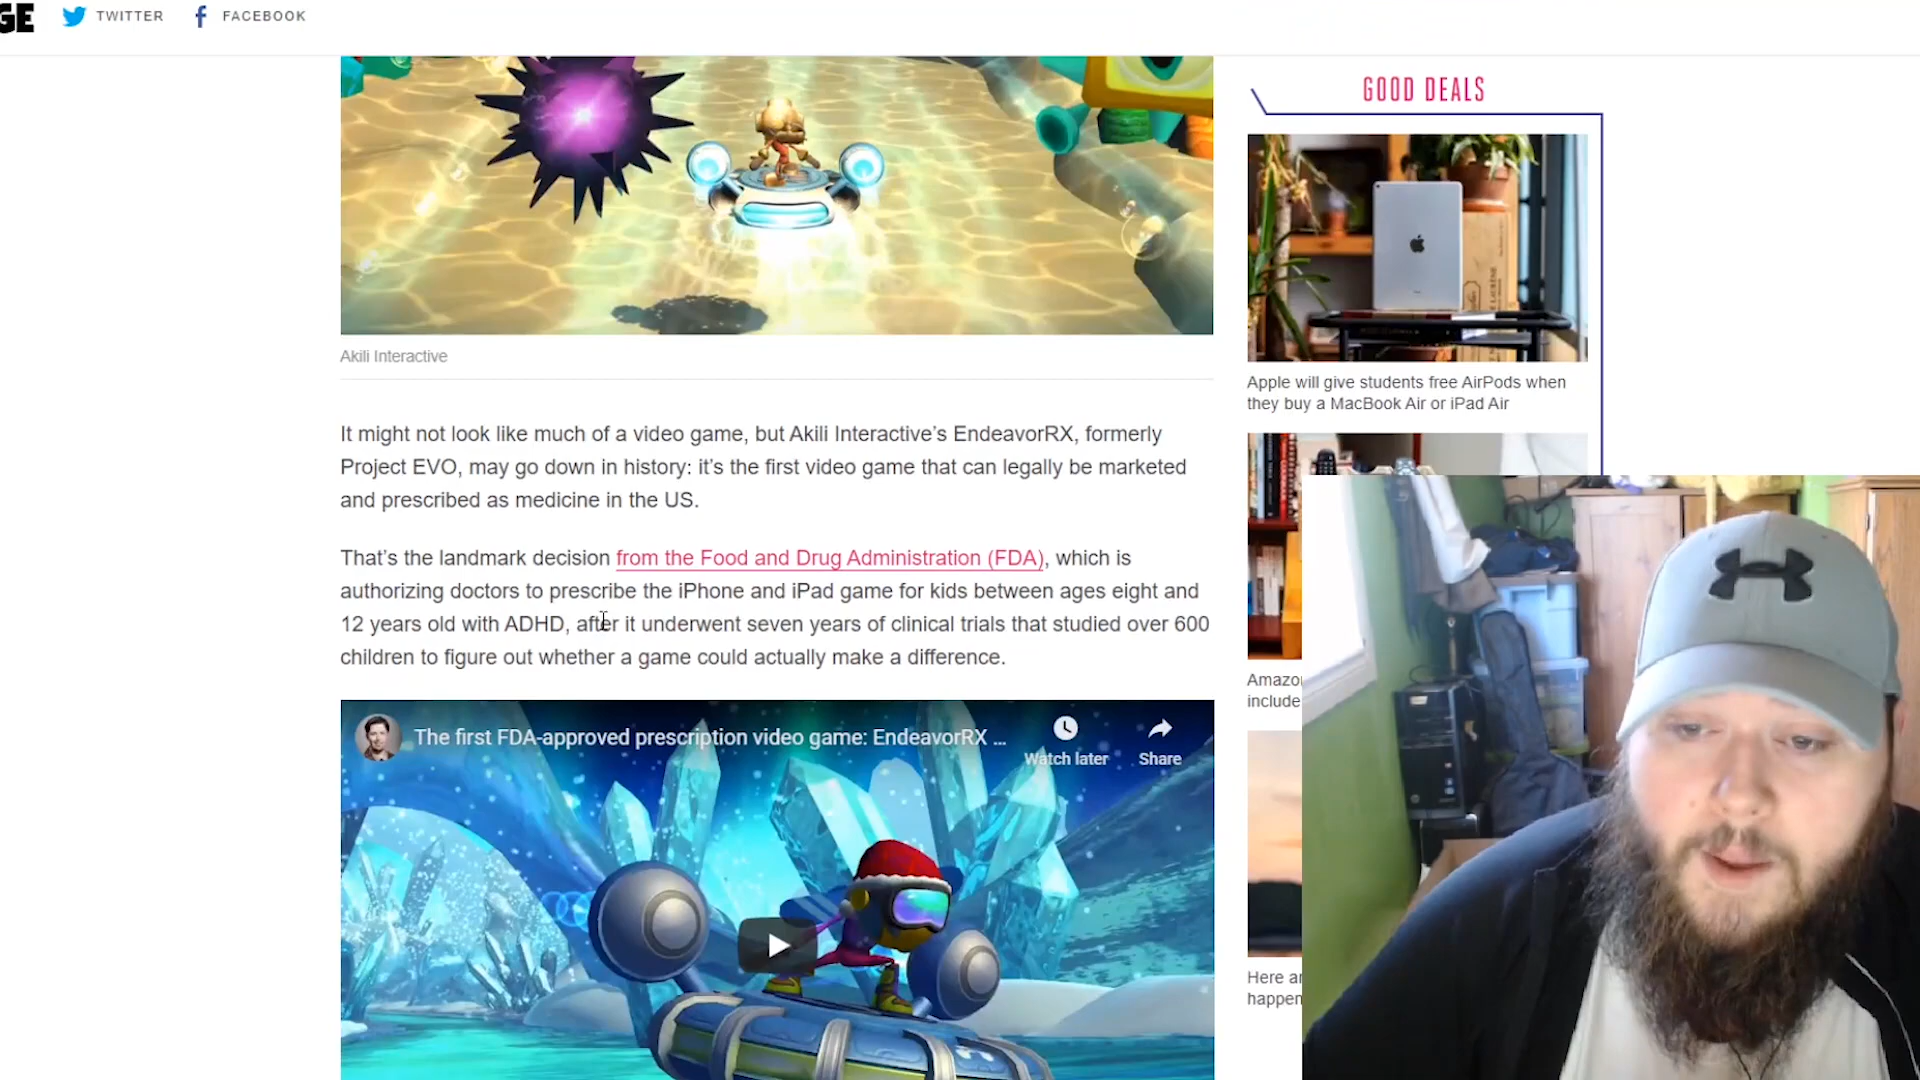 GE
TWITTER
FACEBOOK
GOOD DEALS
Akili Interactive
Apple will give students free AirPods when
they buy a MacBook Air or iPad Air
It might not look like much of a video game, but Akili Interactive’s EndeavorRX, formerly
Project EVO, may go down in history: it’s the first video game that can legally be marketed
and prescribed as medicine in the US.
That’s the landmark decision from the Food and Drug Administration (FDA), which is
authorizing doctors to prescribe the iPhone and iPad game for kids between ages eight and
12 years old with ADHD, after it underwent seven years of clinical trials that studied over 600
children to figure out whether a game could actually make a difference.
The first FDA-approved prescription video game: EndeavorRX ...
Watch later
Share
Amazo
include
Here ar
happen